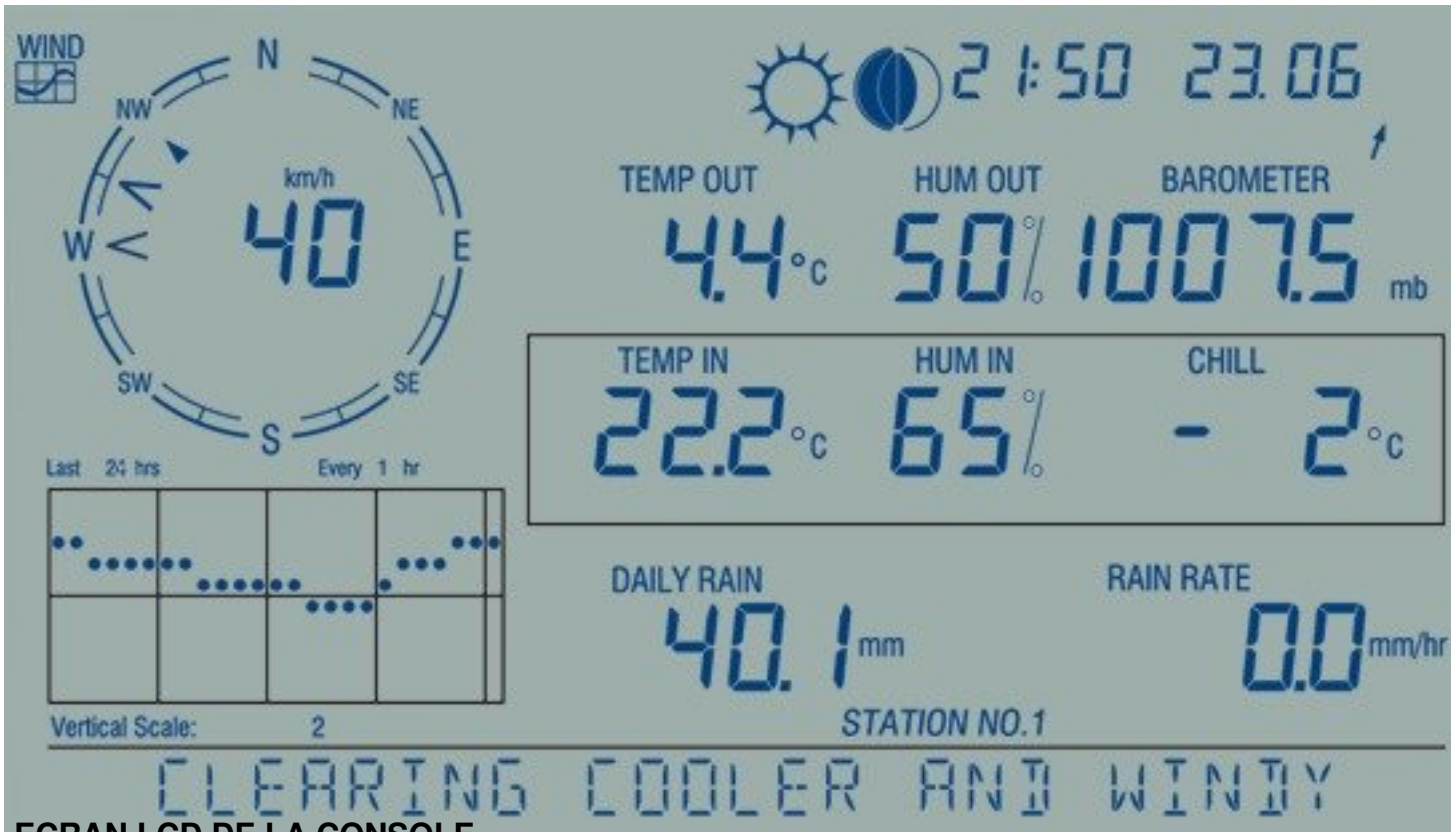 WIND
N
NW
NE
km/h
40
W
E
SW
SE
S
21:50 23.06
TEMP OUT
4.4°C
HUM OUT
50%
BAROMETER
1007.5 mb
TEMP IN
22.2°C
HUM IN
65%
CHILL
- 2°C
Last 24 hrs Every 1 hr
DAILY RAIN
40.1 mm
RAIN RATE
0.0 mm/hr
Vertical Scale: 2
STATION NO.1
CLEARING COOLER AND WINDY
ECRAN LCD DE LA CONSOLE